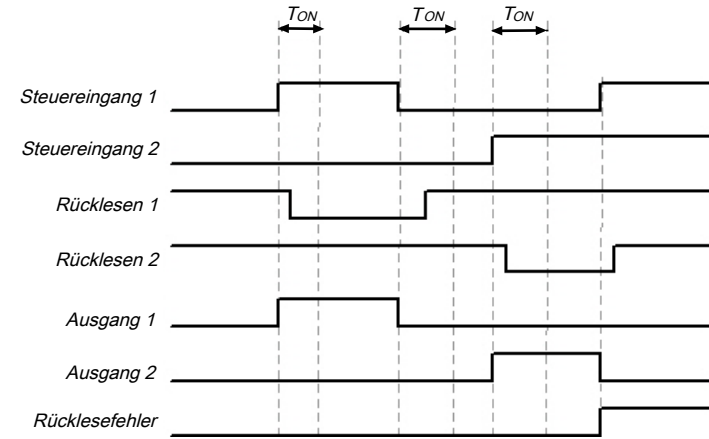 TON TON TON
Steuereingang 1
Steuereingang 2
Rücklesen 1
Rücklesen 2
Ausgang 1
Ausgang 2
Rücklesefehler